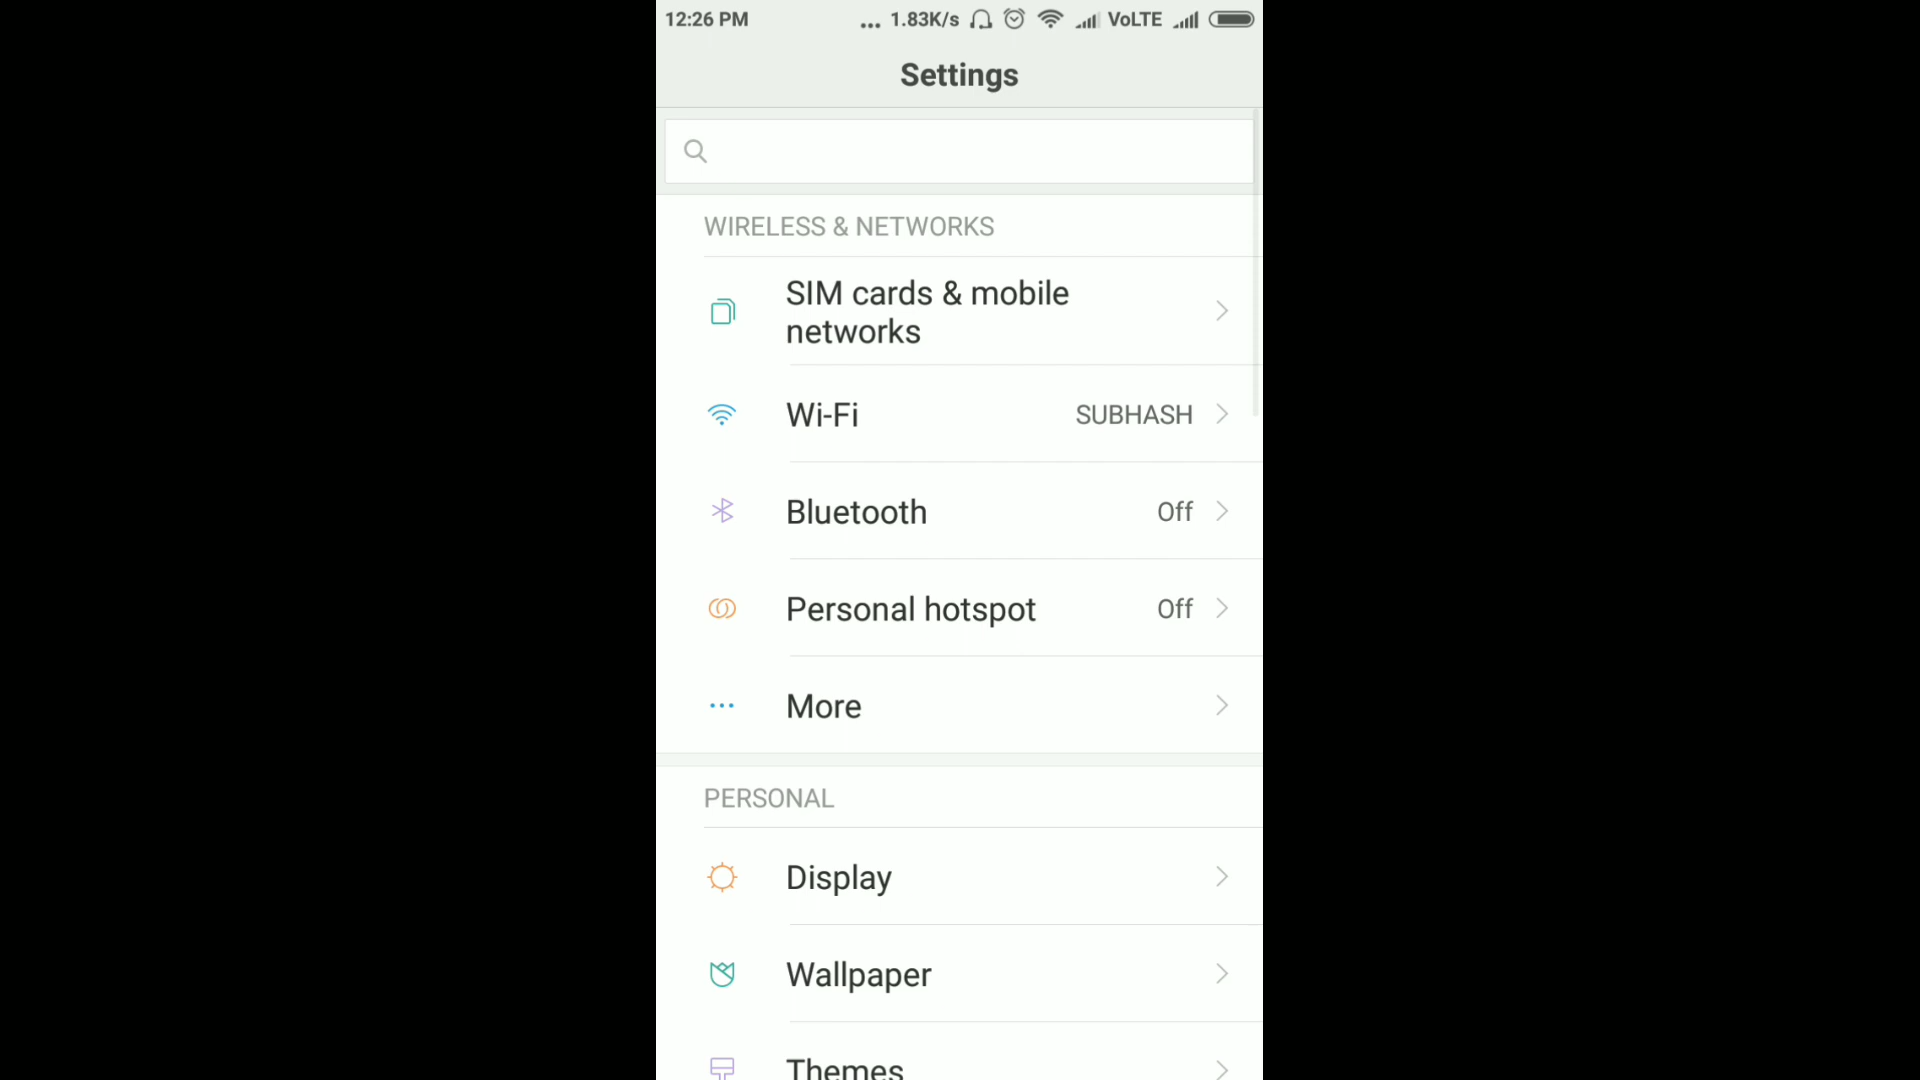 12:26 PM ... 1.83K/s VoLTE
Settings
WIRELESS & NETWORKS
SIM cards & mobile
networks
Wi-Fi SUBHASH
Bluetooth Off
Personal hotspot Off
More
PERSONAL
Display
Wallpaper
Themes